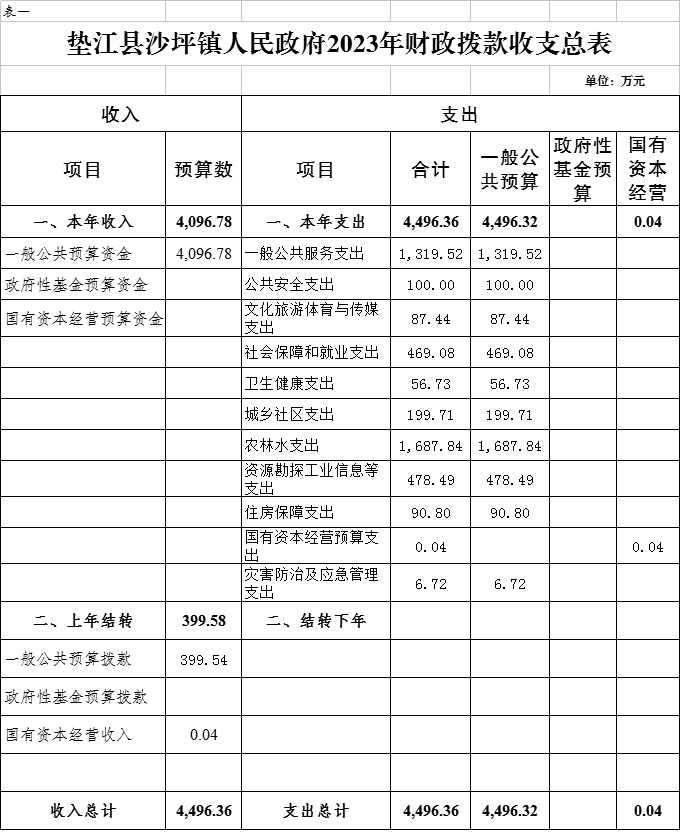 表一
垫江县沙坪镇人民政府2023年财政拨款收支总表
单位：万元
收入 支出
项目 预算数 项目 合计 一般公共预算 政府性基金预算 国有资本经营
一、本年收入 4,096.78 一、本年支出 4,496.36 4,496.32 0.04
一般公共预算资金 4,096.78 一般公共服务支出 1,319.52 1,319.52
政府性基金预算资金 公共安全支出 100.00 100.00
国有资本经营预算资金 文化旅游体育与传媒支出 87.44 87.44
社会保障和就业支出 469.08 469.08
卫生健康支出 56.73 56.73
城乡社区支出 199.71 199.71
农林水支出 1,687.84 1,687.84
资源勘探工业信息等支出 478.49 478.49
住房保障支出 90.80 90.80
国有资本经营预算支出 0.04 0.04
灾害防治及应急管理支出 6.72 6.72
二、上年结转 399.58 二、结转下年
一般公共预算拨款 399.54
政府性基金预算拨款
国有资本经营收入 0.04
收入总计 4,496.36 支出总计 4,496.36 4,496.32 0.04